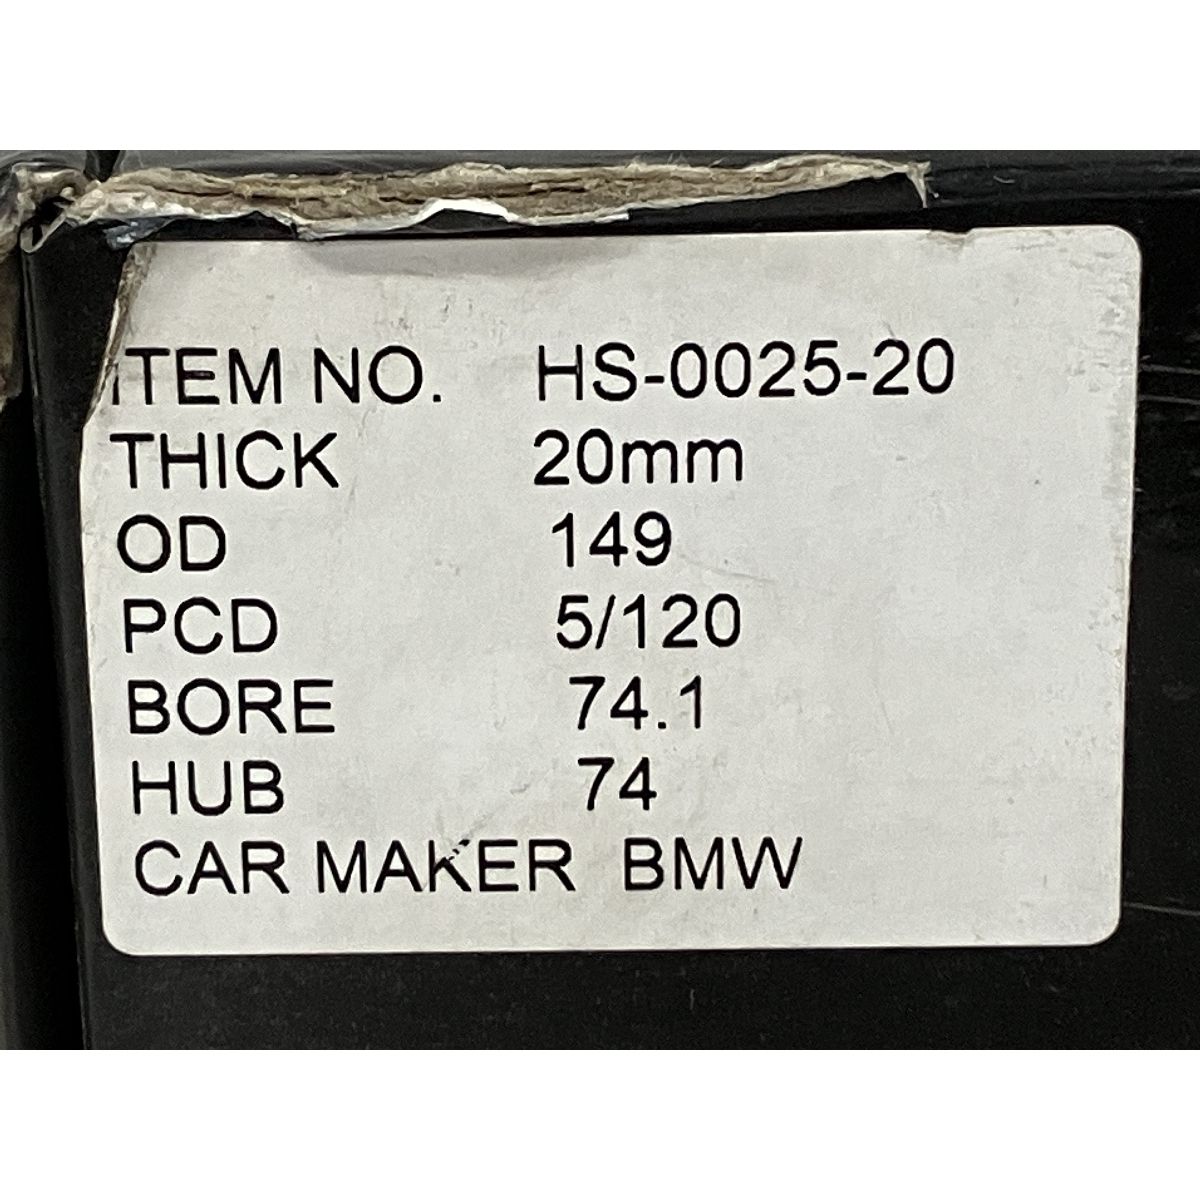 ITEM NO. HS-0025-20
THICK 20mm
OD 149
PCD 5/120
BORE 74.1
HUB 74
CAR MAKER BMW